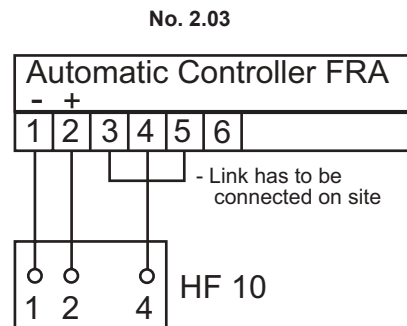 No. 2.03
Automatic Controller FRA
- +
1 2 3 4 5 6
- Link has to be
connected on site
HF 10
1 2 4